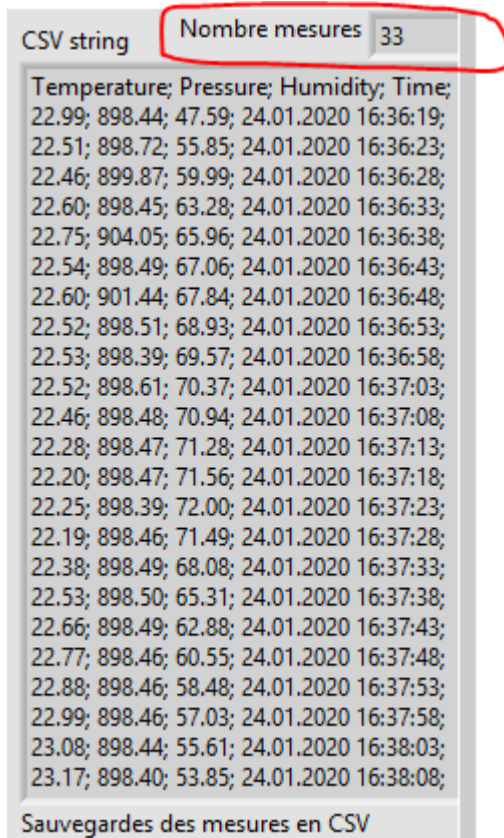 CSV string
Nombre mesures 33
Temperature; Pressure; Humidity; Time;
22.99; 898.44; 47.59; 24.01.2020 16:36:19;
22.51; 898.72; 55.85; 24.01.2020 16:36:23;
22.46; 899.87; 59.99; 24.01.2020 16:36:28;
22.60; 898.45; 63.28; 24.01.2020 16:36:33;
22.75; 904.05; 65.96; 24.01.2020 16:36:38;
22.54; 898.49; 67.06; 24.01.2020 16:36:43;
22.60; 901.44; 67.84; 24.01.2020 16:36:48;
22.52; 898.51; 68.93; 24.01.2020 16:36:53;
22.53; 898.39; 69.57; 24.01.2020 16:36:58;
22.52; 898.61; 70.37; 24.01.2020 16:37:03;
22.46; 898.48; 70.94; 24.01.2020 16:37:08;
22.28; 898.47; 71.28; 24.01.2020 16:37:13;
22.20; 898.47; 71.56; 24.01.2020 16:37:18;
22.25; 898.39; 72.00; 24.01.2020 16:37:23;
22.19; 898.46; 71.49; 24.01.2020 16:37:28;
22.38; 898.49; 68.08; 24.01.2020 16:37:33;
22.53; 898.50; 65.31; 24.01.2020 16:37:38;
22.66; 898.49; 62.88; 24.01.2020 16:37:43;
22.77; 898.46; 60.55; 24.01.2020 16:37:48;
22.88; 898.46; 58.48; 24.01.2020 16:37:53;
22.99; 898.46; 57.03; 24.01.2020 16:37:58;
23.08; 898.44; 55.61; 24.01.2020 16:38:03;
23.17; 898.40; 53.85; 24.01.2020 16:38:08;
Sauvegardes des mesures en CSV